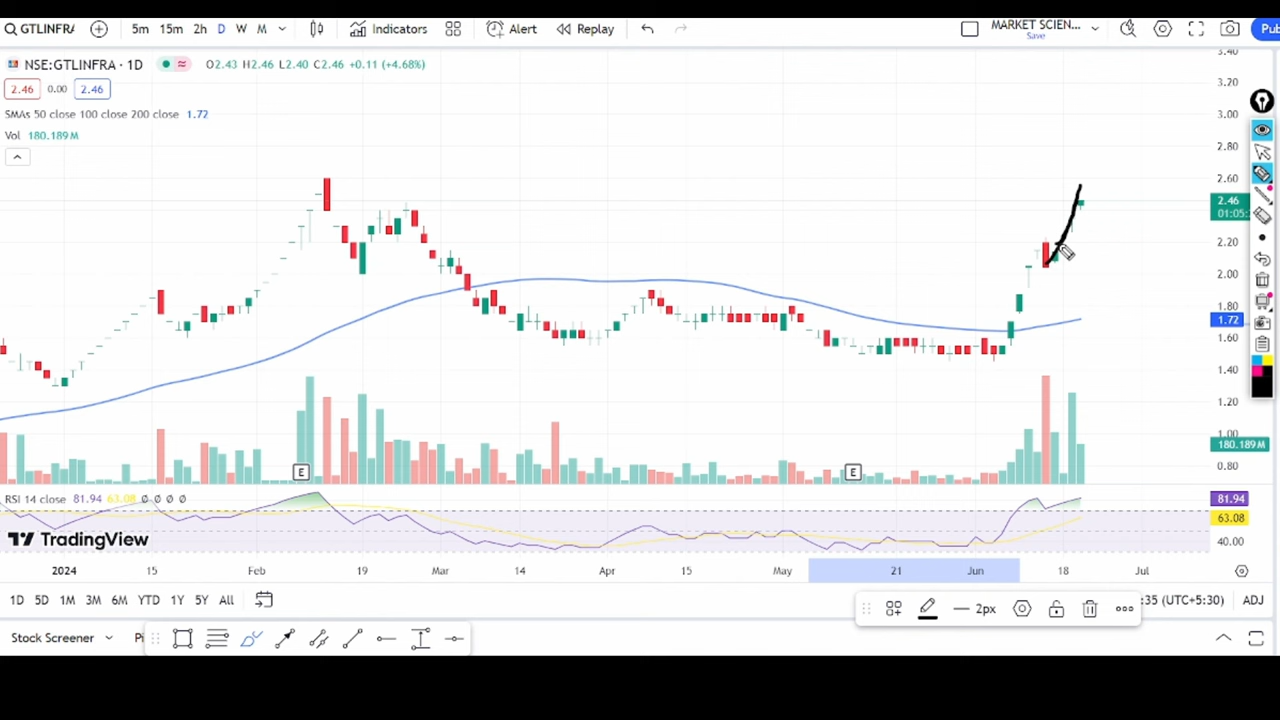 GTLINFRA
5m 15m 2h D W M
Indicators
Alert
Replay
MARKET SCIEN...
Save
Pub
NSE:GTLINFRA · 1D
O2.43 H2.46 L2.40 C2.46 +0.11 (+4.68%)
2.46 0.00 2.46
SMAs 50 close 100 close 200 close 1.72
Vol 180.189M
3.40
3.20
3.00
2.80
2.60
2.46
01:05:
2.20
2.00
1.80
1.72
1.60
1.40
1.20
1.00
180.189M
0.80
E
E
RSI 14 close 81.94 63.08 Ø Ø Ø Ø
81.94
63.08
40.00
TradingView
2024 15 Feb 19 Mar 14 Apr 15 May 21 Jun 18 Jul
1D 5D 1M 3M 6M YTD 1Y 5Y All
2px
:35 (UTC+5:30)
ADJ
Stock Screener
Pi